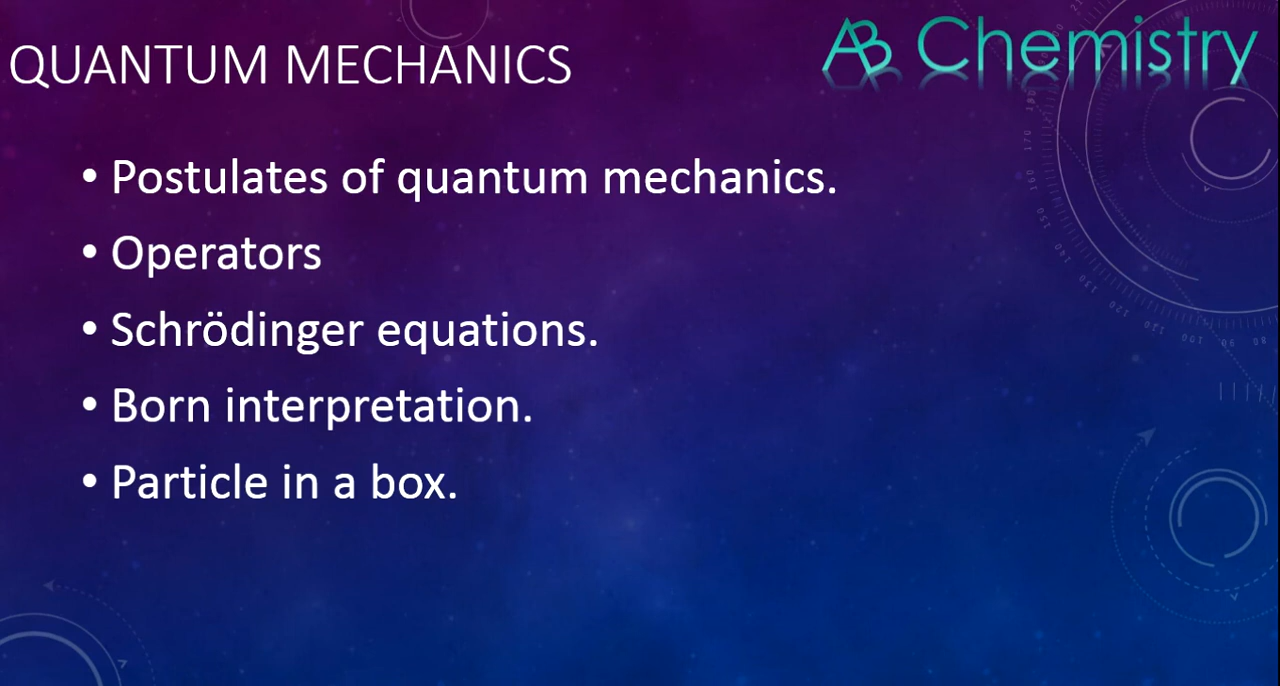 QUANTUM MECHANICS
AB Chemistry
• Postulates of quantum mechanics.
• Operators
• Schrödinger equations.
• Born interpretation.
• Particle in a box.